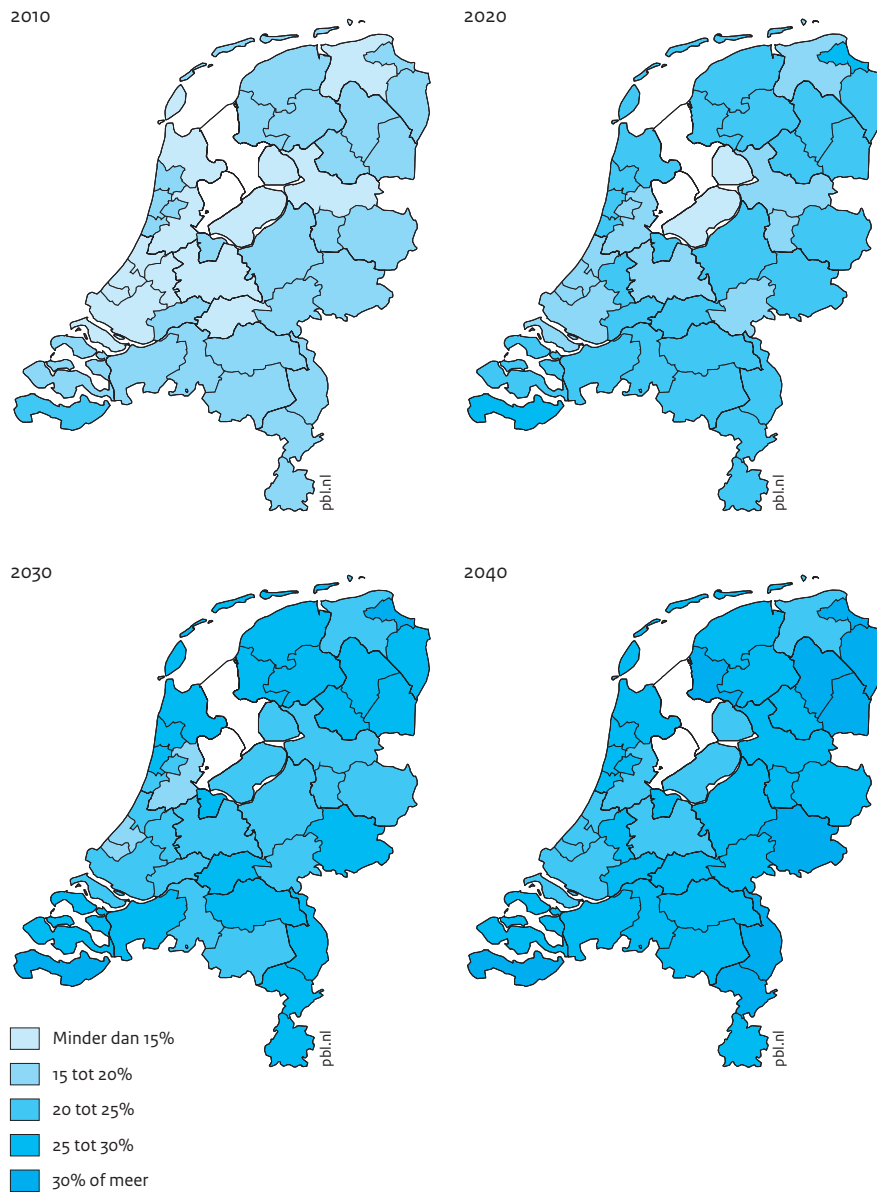 2010
2020
pbl.nl
pbl.nl
2030
2040
pbl.nl
pbl.nl
Minder dan 15%
15 tot 20%
20 tot 25%
25 tot 30%
30% of meer